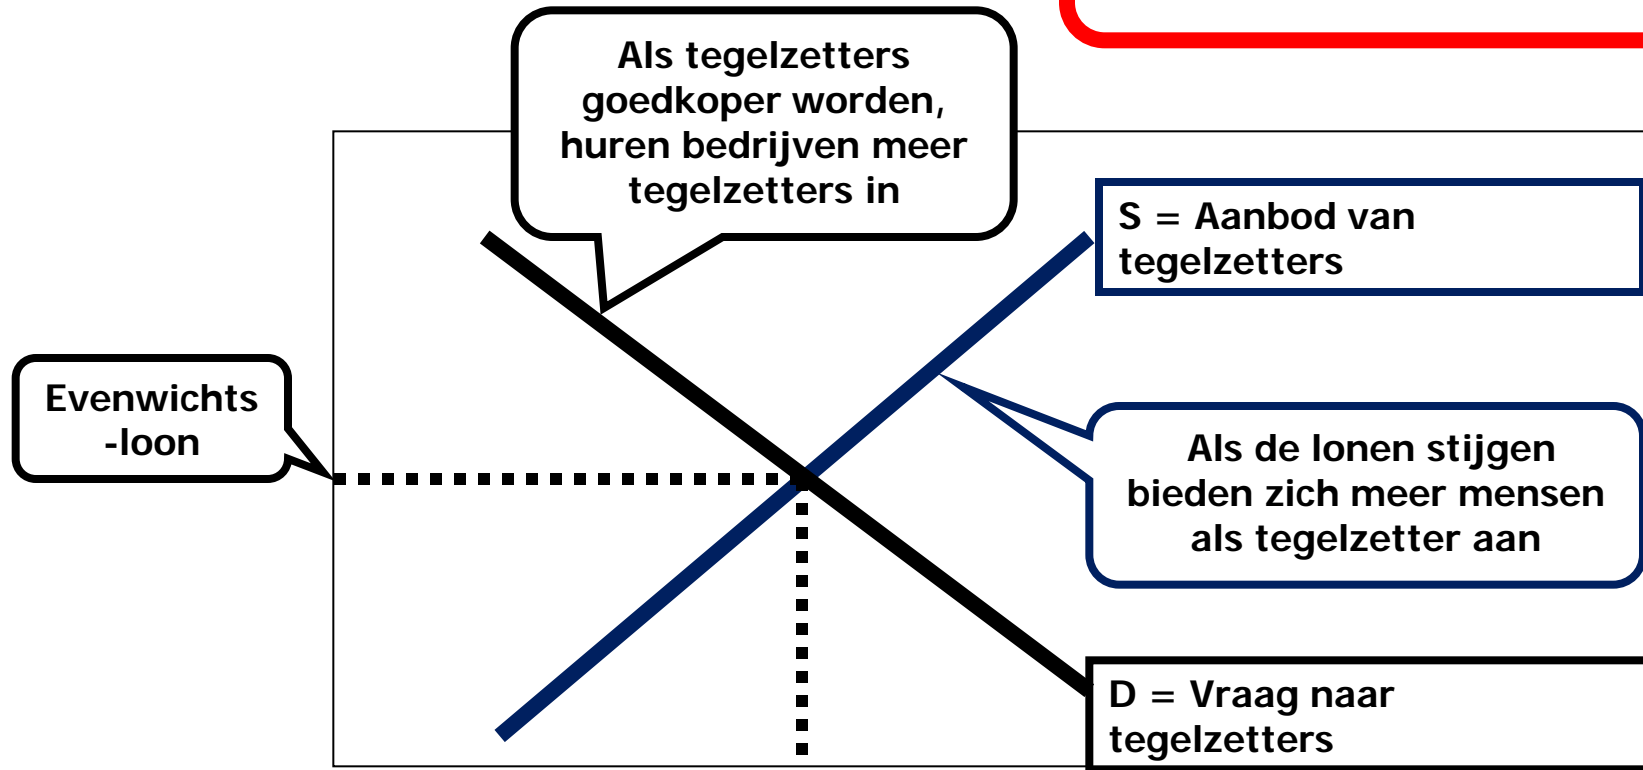 Als tegelzetters
goedkoper worden,
huren bedrijven meer
tegelzetters in
S = Aanbod van
tegelzetters
Evenwichts
-loon
Als de lonen stijgen
bieden zich meer mensen
als tegelzetter aan
D = Vraag naar
tegelzetters